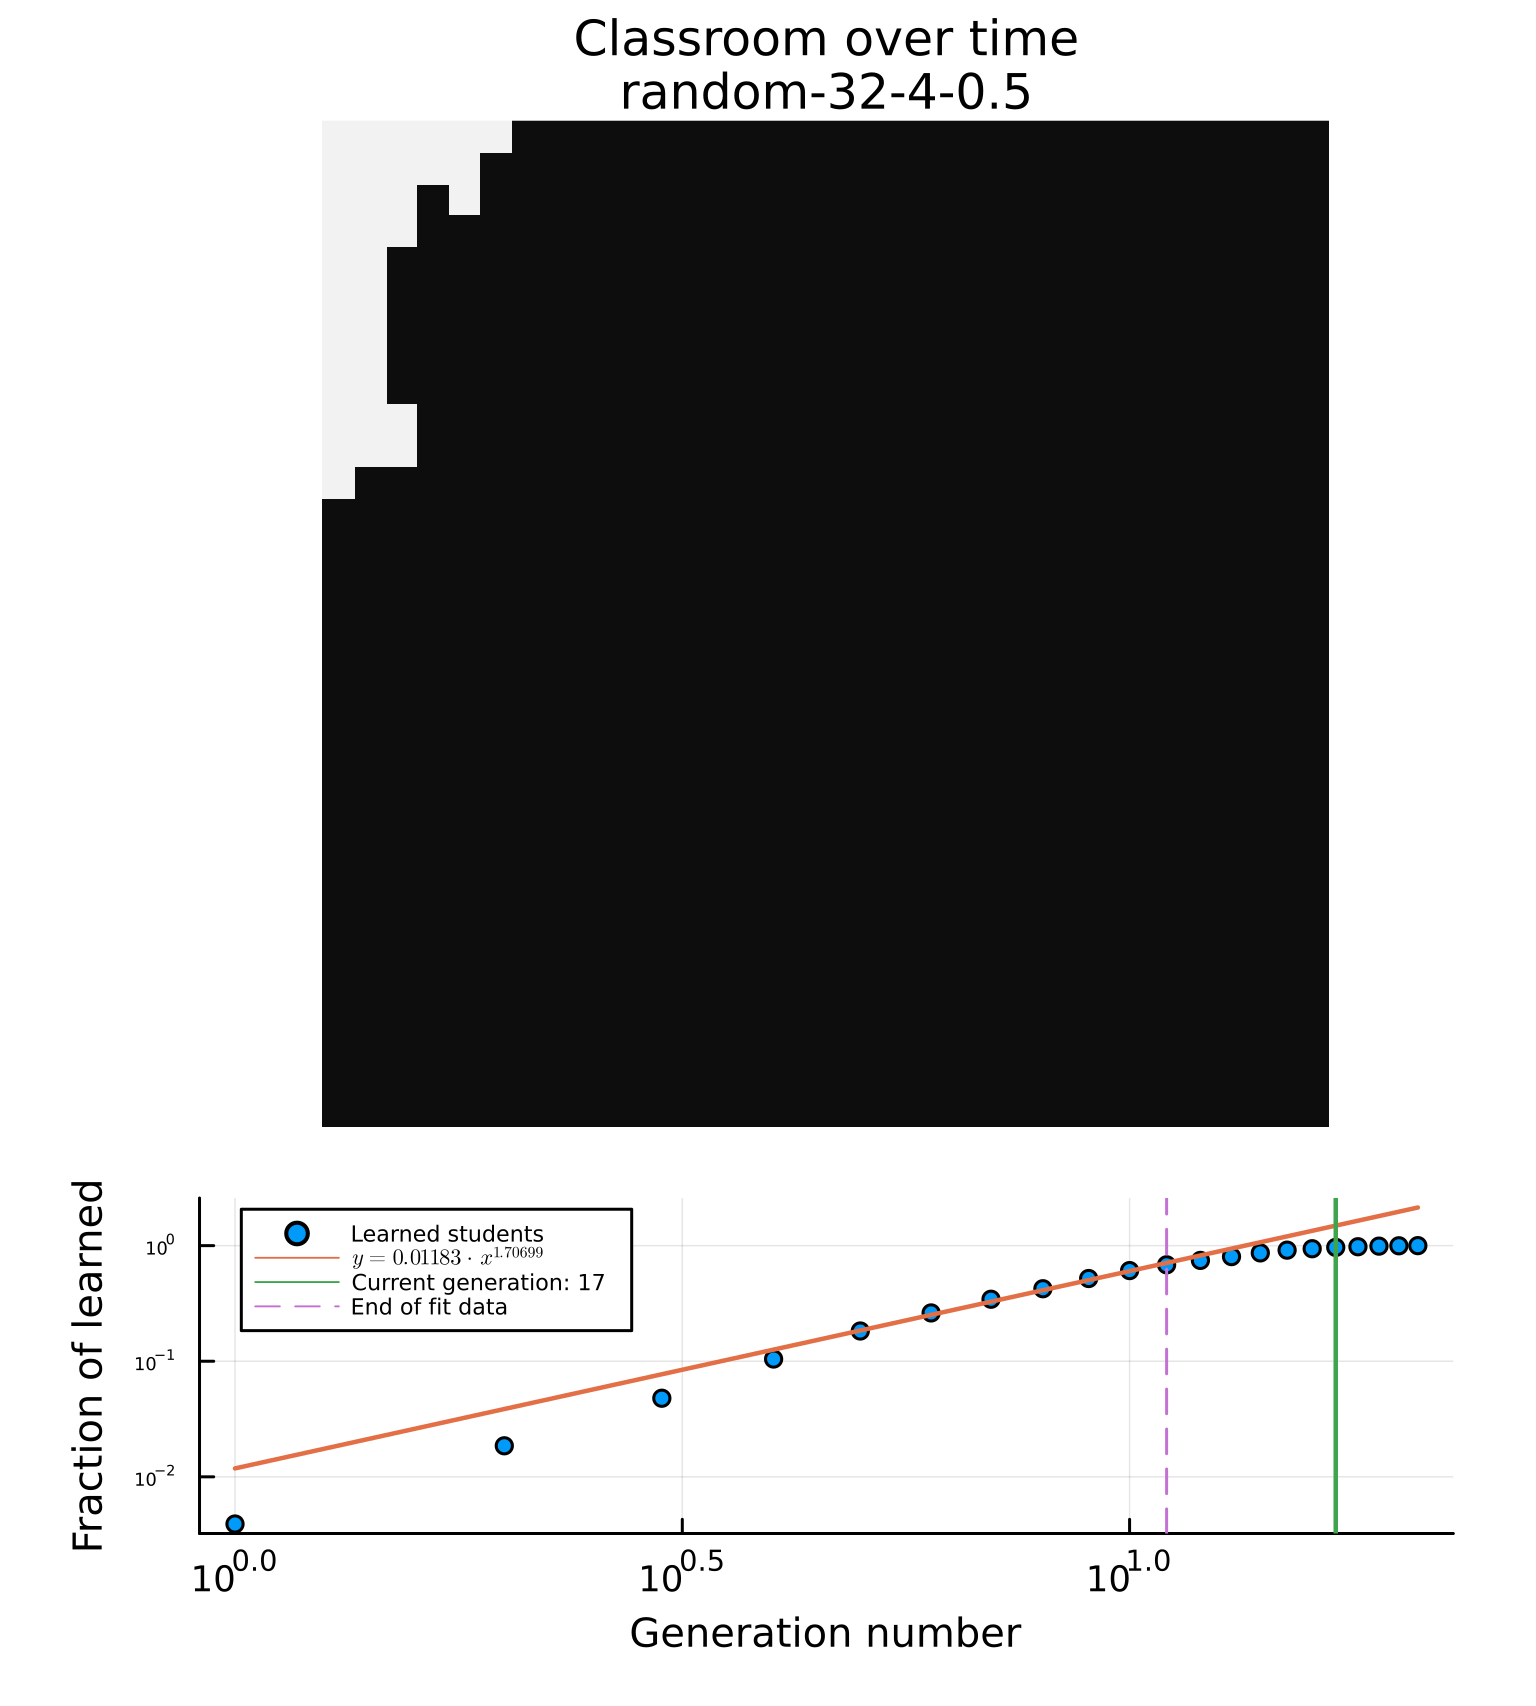 Classroom over time
random-32-4-0.5
Fraction of learned
10⁰
10⁻¹
10⁻²
Learned students
y = 0.01183 · x^1.70699
Current generation: 17
End of fit data
10^0.0
10^0.5
10^1.0
Generation number